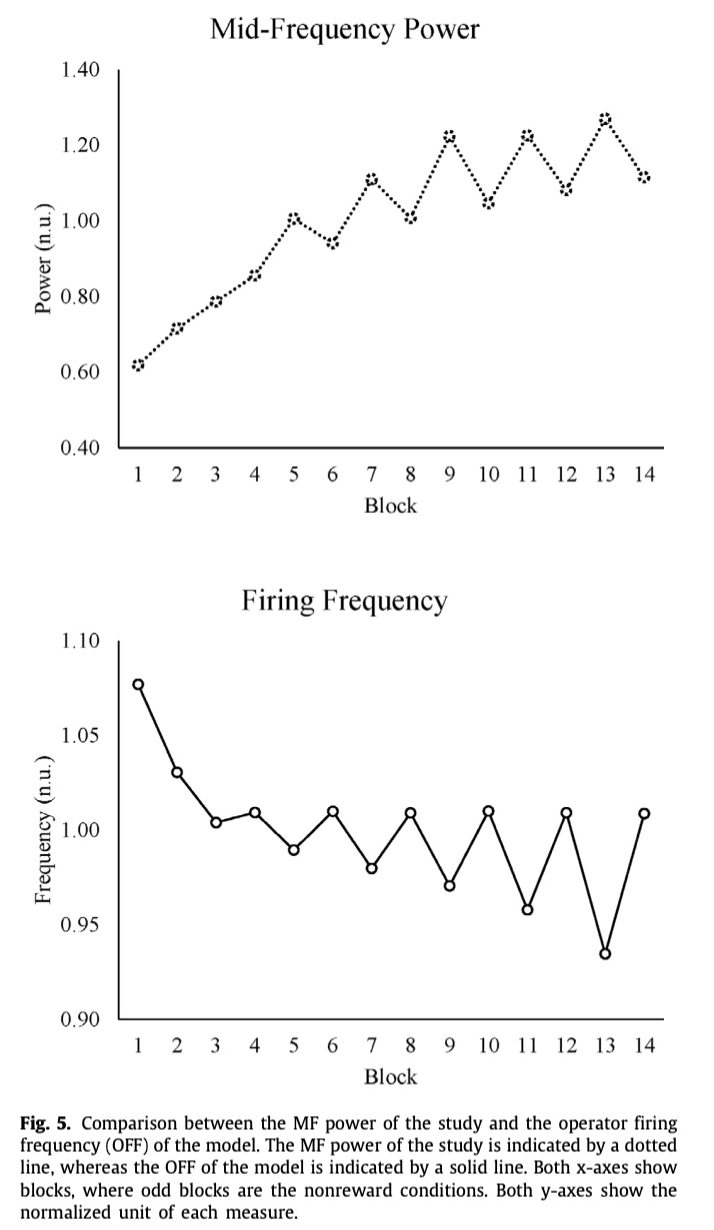 Mid-Frequency Power
1.40
1.20
1.00
0.80
0.60
0.40
Power (n.u.)
1 2 3 4 5 6 7 8 9 10 11 12 13 14
Block
Firing Frequency
1.10
1.05
1.00
0.95
0.90
Frequency (n.u.)
1 2 3 4 5 6 7 8 9 10 11 12 13 14
Block
Fig. 5. Comparison between the MF power of the study and the operator firing
frequency (OFF) of the model. The MF power of the study is indicated by a dotted
line, whereas the OFF of the model is indicated by a solid line. Both x-axes show
blocks, where odd blocks are the nonreward conditions. Both y-axes show the
normalized unit of each measure.